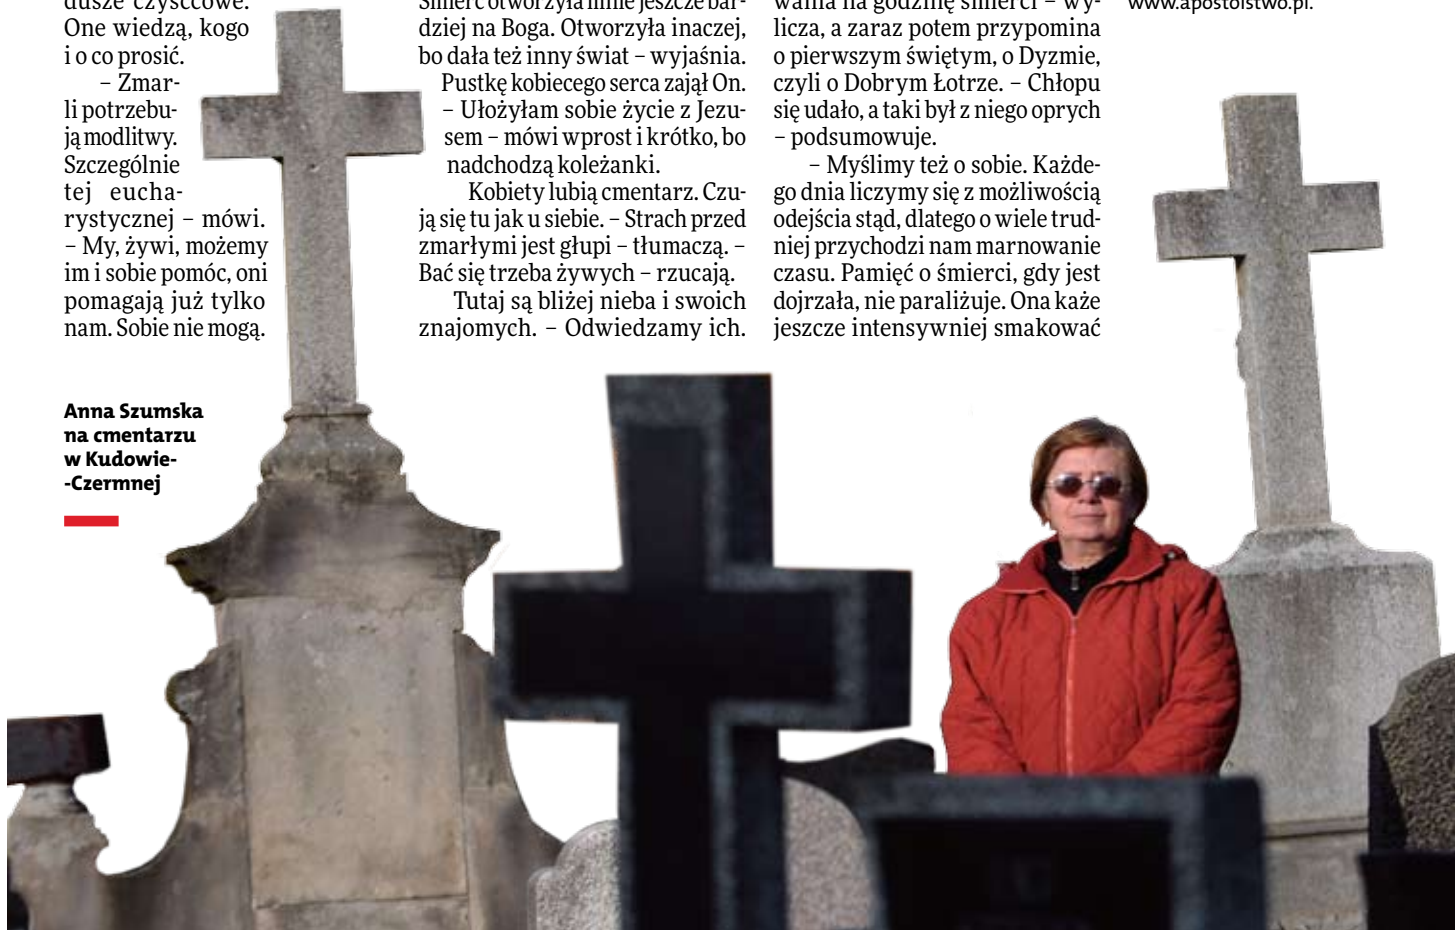 dusze czyśćcowe.
One wiedzą, kogo
i o co prosić.
– Zmar-
li potrzebu-
ją modlitwy.
Szczególnie
tej eucha-
rystycznej – mówi.
– My, żywi, możemy
im i sobie pomóc, oni
pomagają już tylko
nam. Sobie nie mogą.
Śmierć otworzyła mnie jeszcze bar-
dziej na Boga. Otworzyła inaczej,
bo dała też inny świat – wyjaśnia.
Pustkę kobiecego serca zajął On.
– Ułożyłam sobie życie z Jezu-
sem – mówi wprost i krótko, bo
nadchodzą koleżanki.
Kobiety lubią cmentarz. Czu-
ją się tu jak u siebie. – Strach przed
zmarłymi jest głupi – tłumaczą. –
Bać się trzeba żywych – rzucają.
Tutaj są bliżej nieba i swoich
znajomych. – Odwiedzamy ich.
wania na godzinę śmierci – wy-
licza, a zaraz potem przypomina
o pierwszym świętym, o Dyzmie,
czyli o Dobrym Łotrze. – Chłopu
się udało, a taki był z niego oprych
– podsumowuje.
– Myślimy też o sobie. Każde-
go dnia liczymy się z możliwością
odejścia stąd, dlatego o wiele trud-
niej przychodzi nam marnowanie
czasu. Pamięć o śmierci, gdy jest
dojrzała, nie paraliżuje. Ona każe
jeszcze intensywniej smakować
www.apostolstwo.pl.
Anna Szumska
na cmentarzu
w Kudowie-
-Czermnej